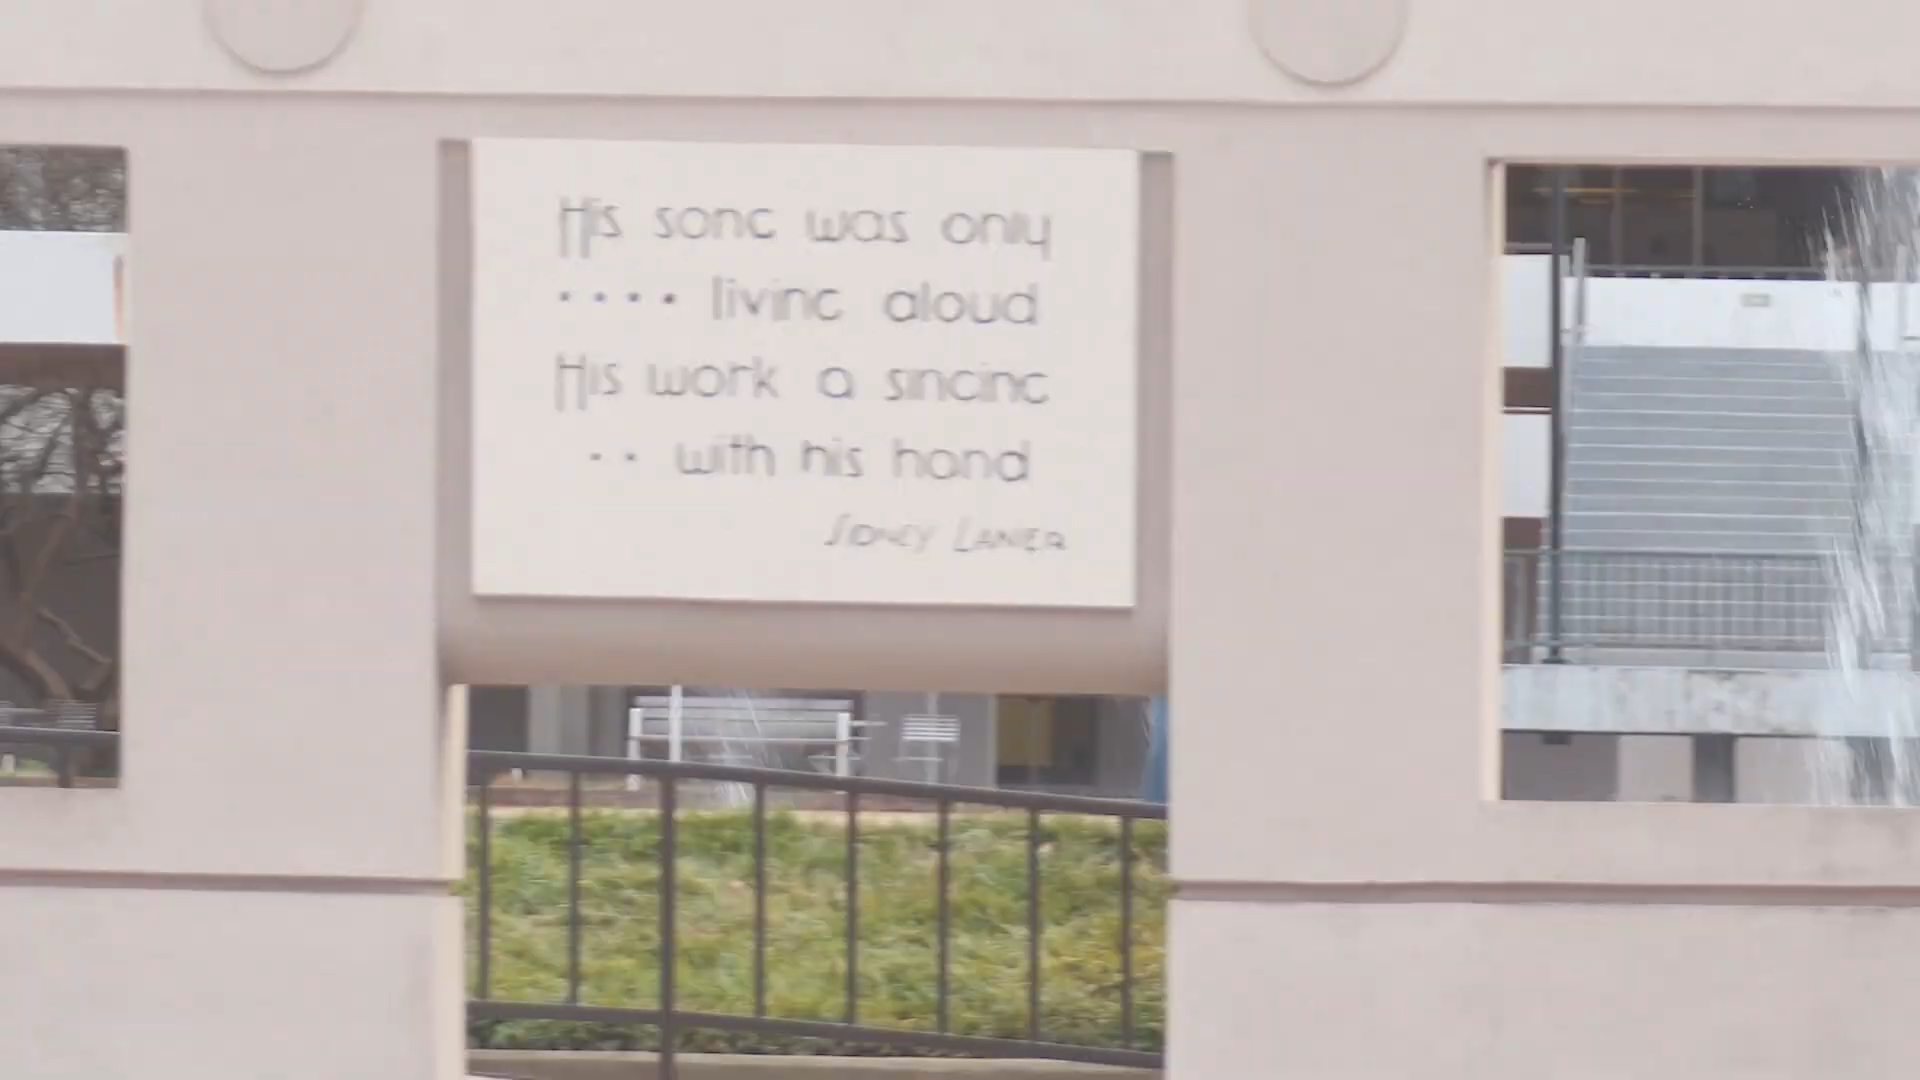 His song was only
.... living aloud
His work a singing
.. with his hand
Sidney Lanier